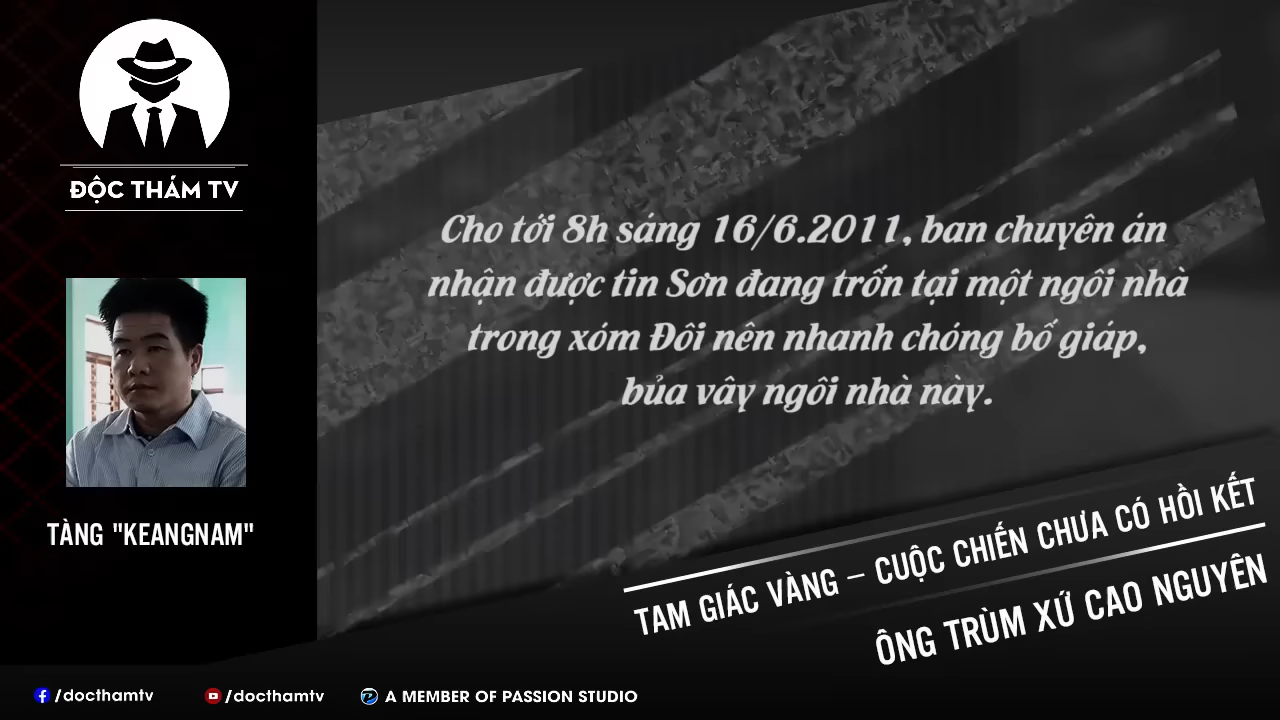 ĐỘC THÁM TV
TÀNG "KEANGNAM"
Cho tới 8h sáng 16/6.2011, ban chuyên án
nhận được tin Sơn đang trốn tại một ngôi nhà
trong xóm Đồi nên nhanh chóng bố giáp,
bủa vây ngôi nhà này.
TAM GIÁC VÀNG – CUỘC CHIẾN CHƯA CÓ HỒI KẾT
ÔNG TRÙM XỨ CAO NGUYÊN
/docthamtv
/docthamtv
A MEMBER OF PASSION STUDIO